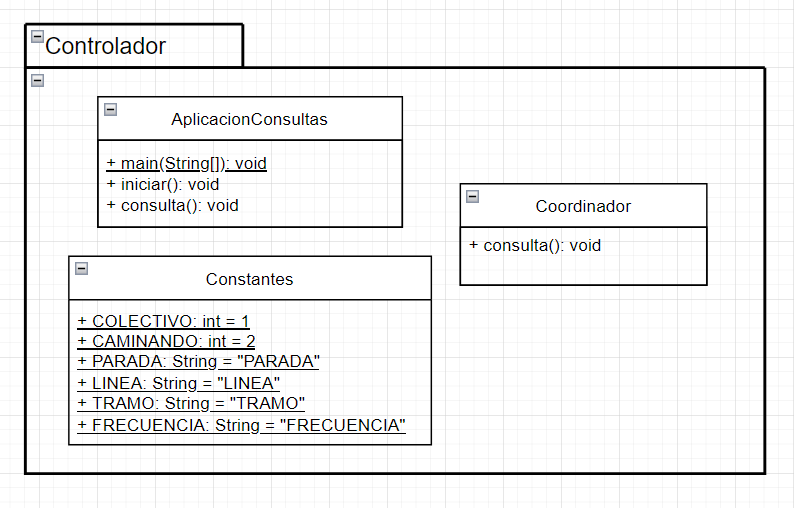 Controlador
AplicacionConsultas
+ main(String[]): void
+ iniciar(): void
+ consulta(): void
Coordinador
+ consulta(): void
Constantes
+ COLECTIVO: int = 1
+ CAMINANDO: int = 2
+ PARADA: String = "PARADA"
+ LINEA: String = "LINEA"
+ TRAMO: String = "TRAMO"
+ FRECUENCIA: String = "FRECUENCIA"